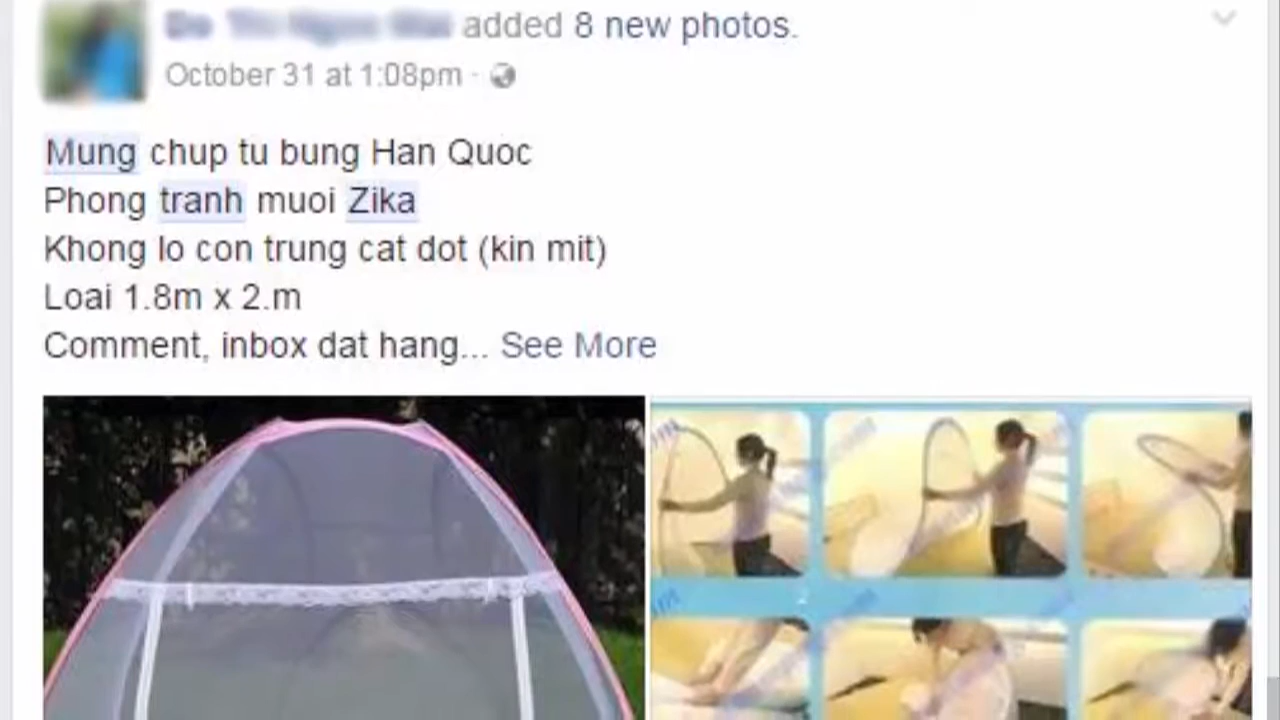 added 8 new photos.
October 31 at 1:08pm ·
Mung chup tu bung Han Quoc
Phong tranh muoi Zika
Khong lo con trung cat dot (kin mit)
Loai 1.8m x 2.m
Comment, inbox dat hang... See More